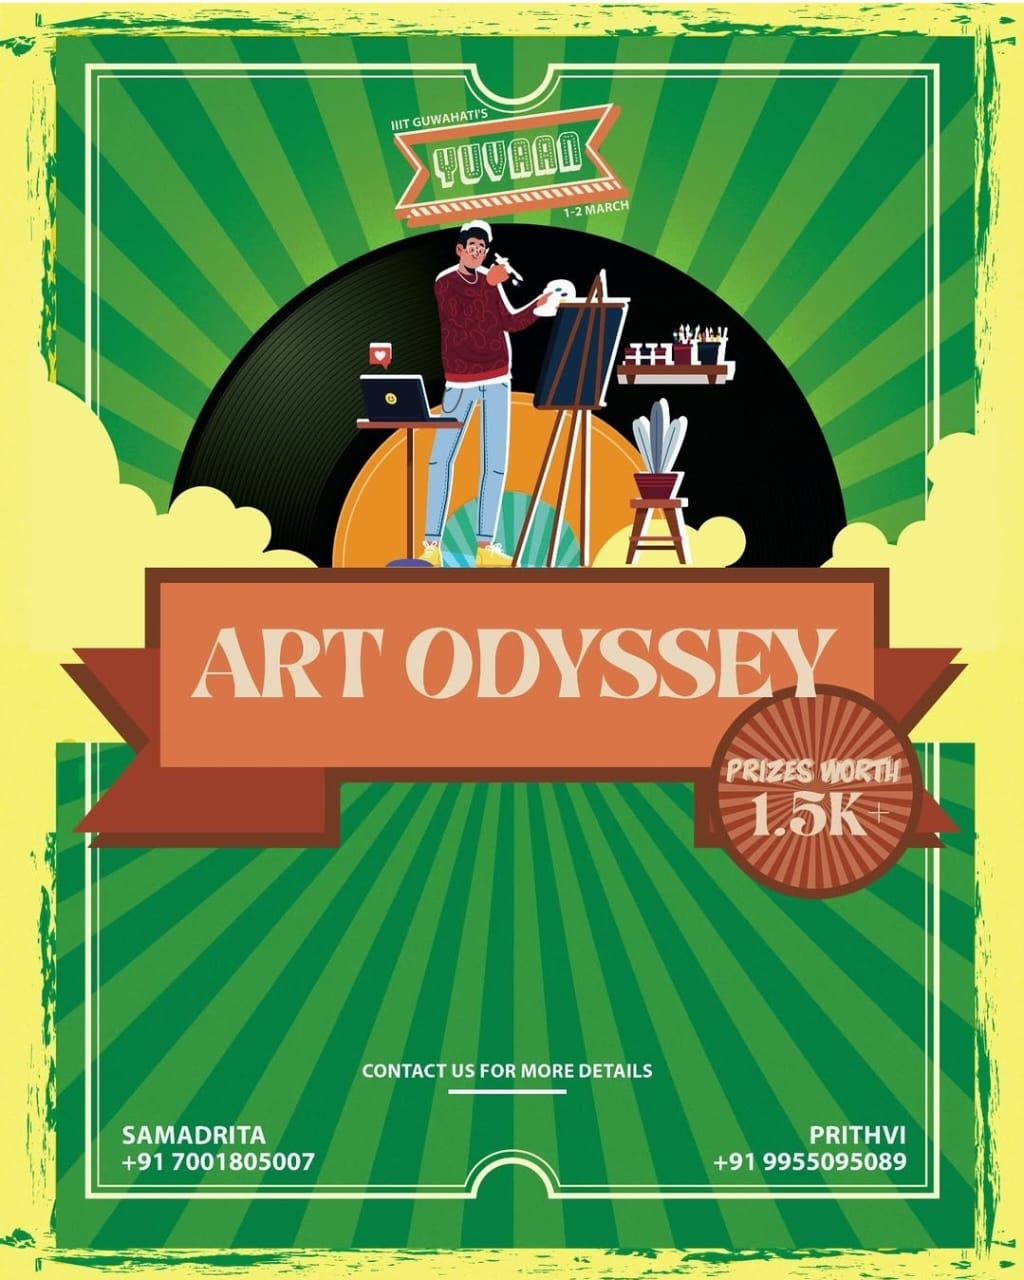 IIIT GUWAHATI'S
YUVAAN
1-2 MARCH
ART ODYSSEY
PRIZES WORTH
1.5K+
CONTACT US FOR MORE DETAILS
SAMADRITA
+91 7001805007
PRITHVI
+91 9955095089